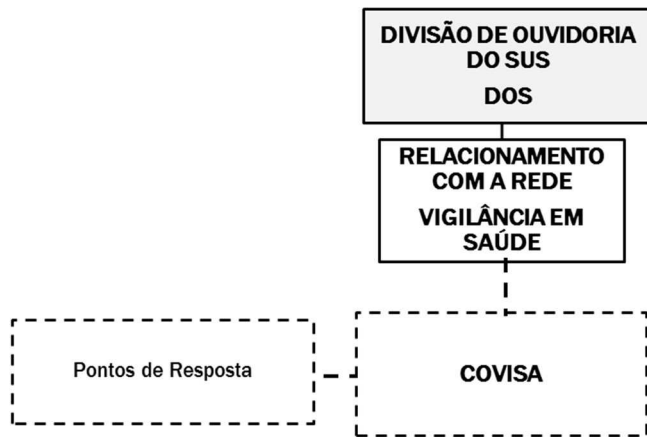 DIVISÃO DE OUVIDORIA
DO SUS
DOS
RELACIONAMENTO
COM A REDE
VIGILÂNCIA EM
SAÚDE
Pontos de Resposta
COVISA